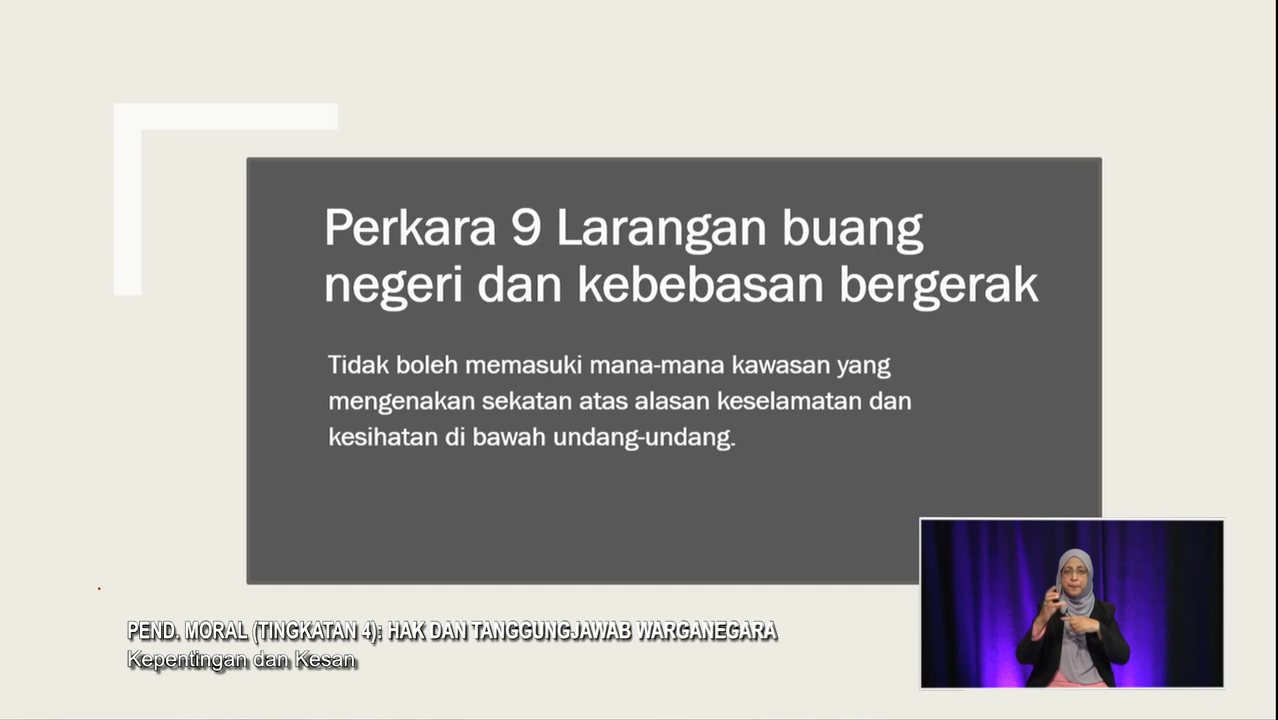 Perkara 9 Larangan buang
negeri dan kebebasan bergerak
Tidak boleh memasuki mana-mana kawasan yang
mengenakan sekatan atas alasan keselamatan dan
kesihatan di bawah undang-undang.
PEND. MORAL (TINGKATAN 4): HAK DAN TANGGUNGJAWAB WARGANEGARA
Kepentingan dan Kesan